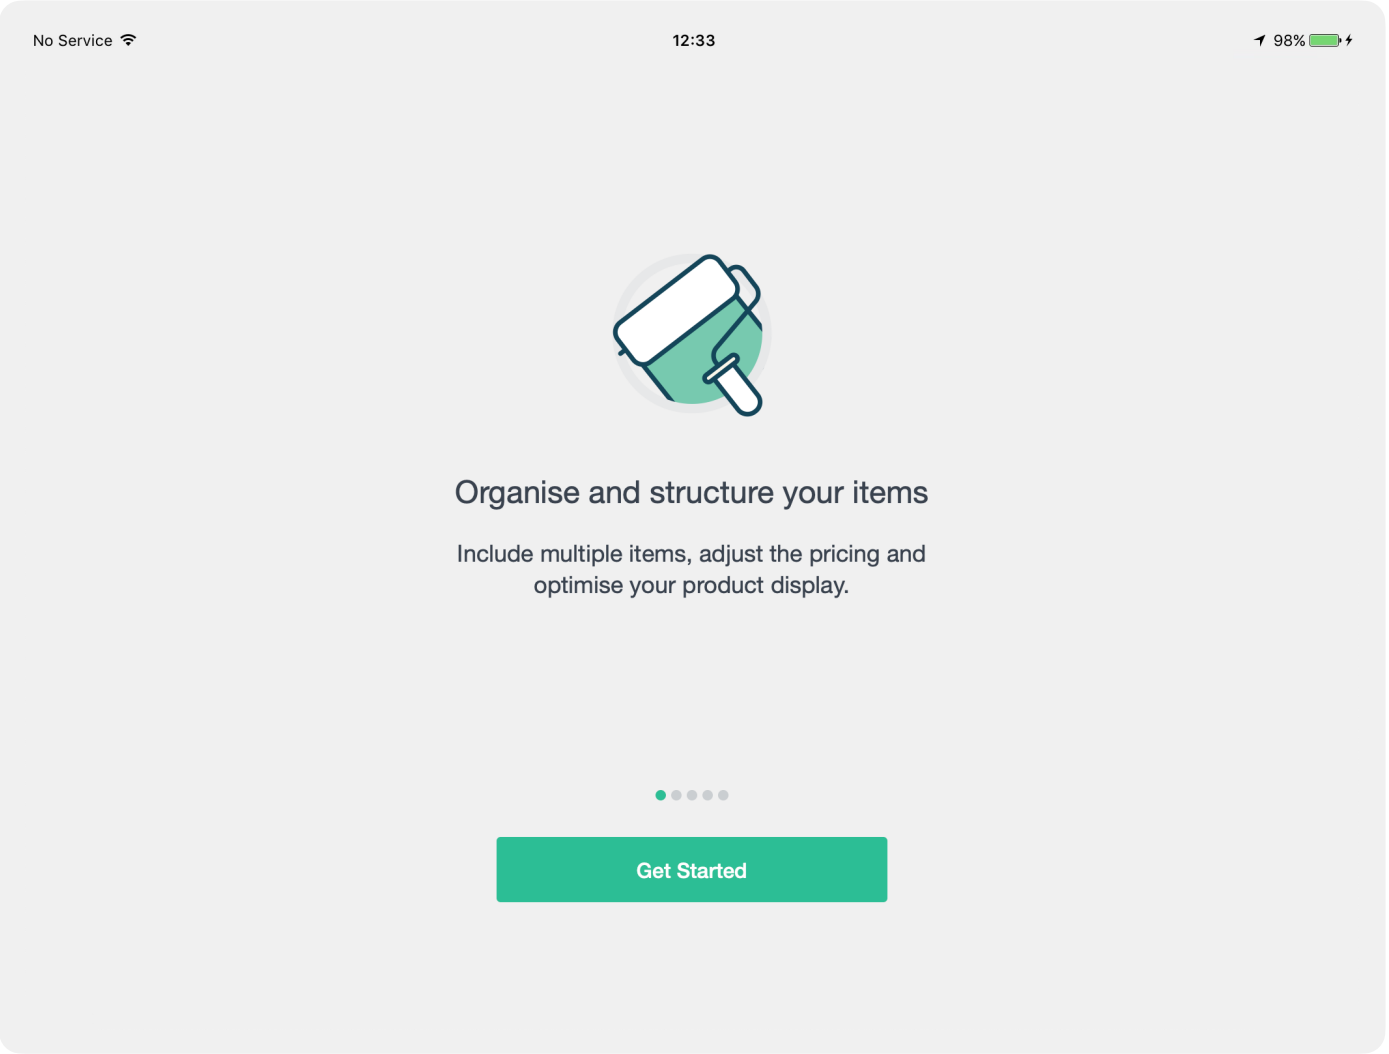 No Service
12:33
98%
Organise and structure your items
Include multiple items, adjust the pricing and
optimise your product display.
Get Started